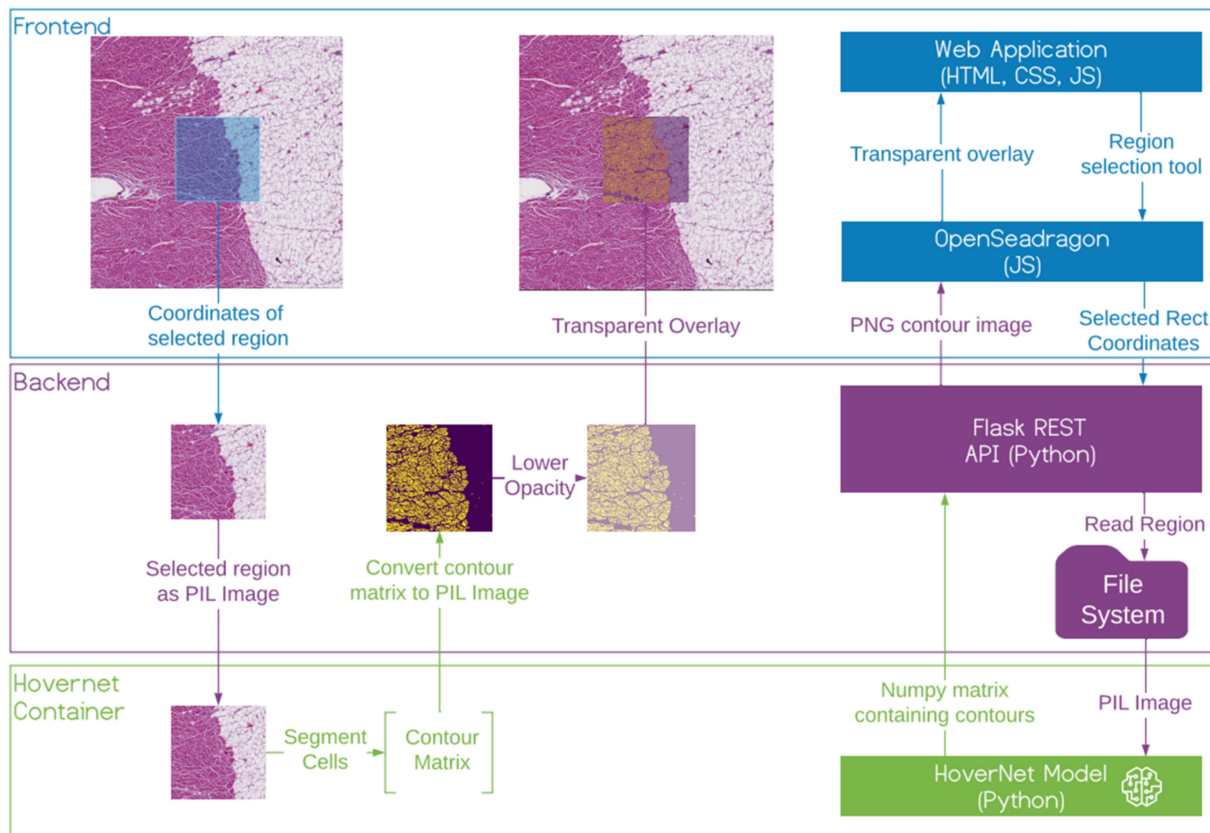 Frontend
Web Application
(HTML, CSS, JS)
Transparent overlay
Region
selection tool
OpenSeadragon
(JS)
Coordinates of
selected region
Transparent Overlay
PNG contour image
Selected Rect
Coordinates
Backend
Flask REST
API (Python)
Lower
Opacity
Read Region
Selected region
as PIL Image
Convert contour
matrix to PIL Image
File
System
Hovernet
Container
Numpy matrix
containing contours
PIL Image
Segment
Cells
Contour
Matrix
HoverNet Model
(Python)